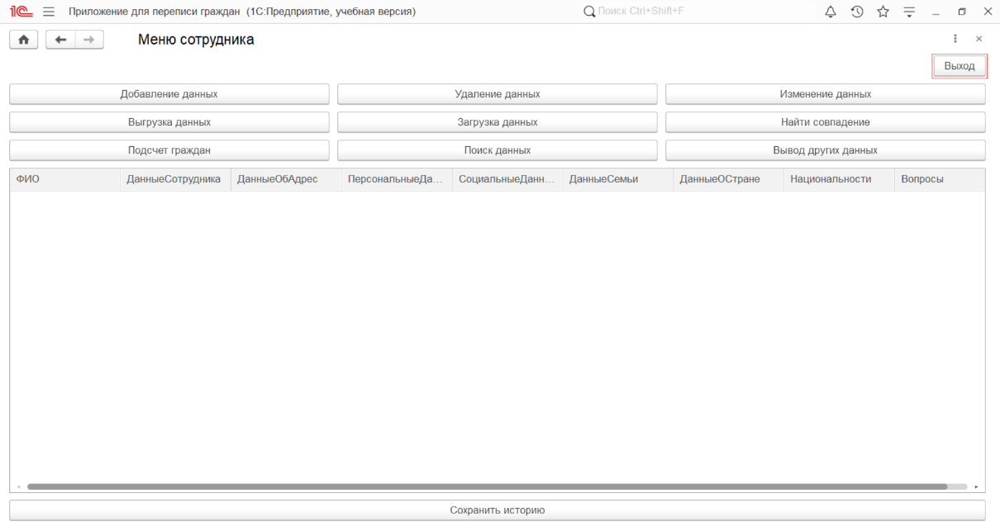 Приложение для переписи граждан (1С:Предприятие, учебная версия)
Поиск Ctrl+Shift+F
Меню сотрудника
Выход
Добавление данных Удаление данных Изменение данных
Выгрузка данных Загрузка данных Найти совпадение
Подсчет граждан Поиск данных Вывод других данных
ФИО ДанныеСотрудника ДанныеОбАдрес ПерсональныеДа... СоциальныеДанн... ДанныеСемьи ДанныеОСтране Национальности Вопросы
Сохранить историю